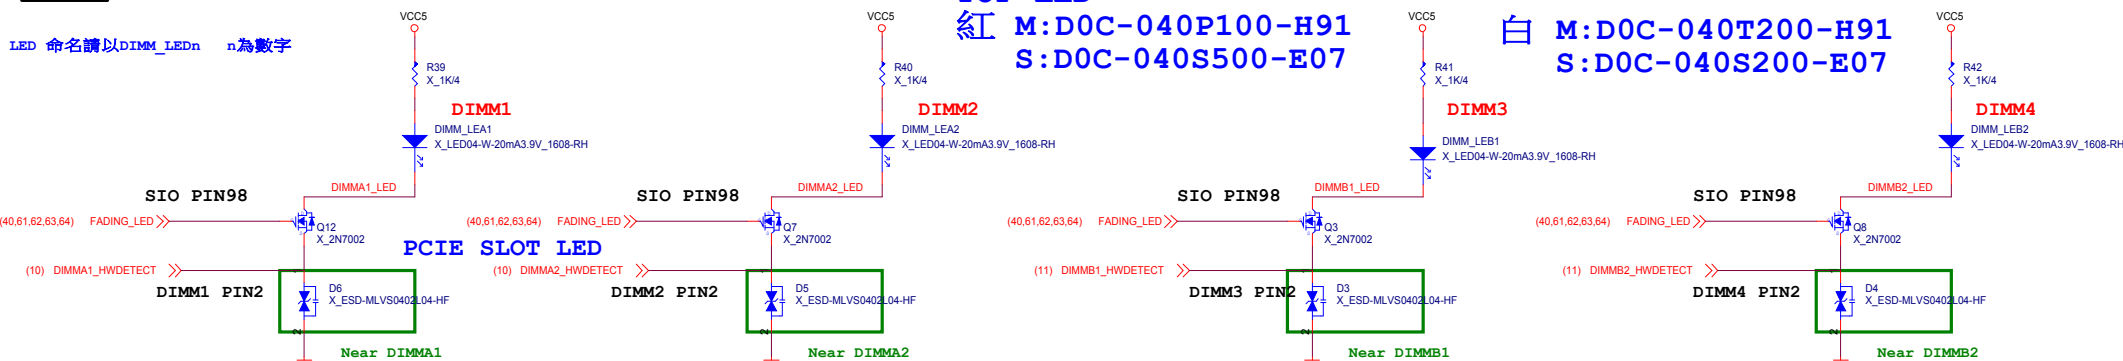 LED 命名請以DIMM_LEDn n為數字
紅 M:D0C-040P100-H91
S:D0C-040S500-E07
白 M:D0C-040T200-H91
S:D0C-040S200-E07
VCC5
R39
X_1K/4
DIMM1
DIMM_LEA1
X_LED04-W-20mA3.9V_1608-RH
DIMMA1_LED
SIO PIN98
(40,61,62,63,64) FADING_LED
Q12
X_2N7002
(10) DIMMA1_HWDETECT
DIMM1 PIN2
D6
X_ESD-MLVS0402L04-HF
2
Near DIMMA1
PCIE SLOT LED
VCC5
R40
X_1K/4
DIMM2
DIMM_LEA2
X_LED04-W-20mA3.9V_1608-RH
DIMMA2_LED
SIO PIN98
(40,61,62,63,64) FADING_LED
Q7
X_2N7002
(10) DIMMA2_HWDETECT
DIMM2 PIN2
D5
X_ESD-MLVS0402L04-HF
2
Near DIMMA2
VCC5
R41
X_1K/4
DIMM3
DIMM_LEB1
X_LED04-W-20mA3.9V_1608-RH
DIMMB1_LED
SIO PIN98
(40,61,62,63,64) FADING_LED
Q3
X_2N7002
(11) DIMMB1_HWDETECT
DIMM3 PIN2
D3
X_ESD-MLVS0402L04-HF
2
Near DIMMB1
VCC5
R42
X_1K/4
DIMM4
DIMM_LEB2
X_LED04-W-20mA3.9V_1608-RH
DIMMB2_LED
SIO PIN98
(40,61,62,63,64) FADING_LED
Q8
X_2N7002
(11) DIMMB2_HWDETECT
DIMM4 PIN2
D4
X_ESD-MLVS0402L04-HF
2
Near DIMMB2